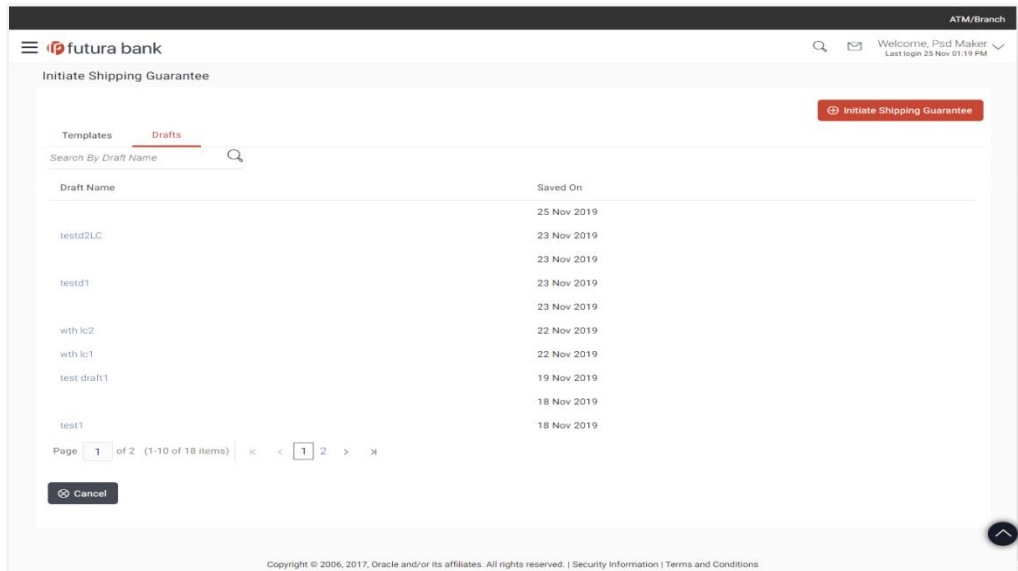 ATM/Branch
futura bank
Welcome, Psd Maker
Last login 25 Nov 01:19 PM
Initiate Shipping Guarantee
Initiate Shipping Guarantee
Templates Drafts
Search By Draft Name
Draft Name Saved On
25 Nov 2019
testd2LC 23 Nov 2019
23 Nov 2019
testd1 23 Nov 2019
23 Nov 2019
wth lc2 22 Nov 2019
wth lc1 22 Nov 2019
test draft1 19 Nov 2019
18 Nov 2019
test1 18 Nov 2019
Page 1 of 2 (1-10 of 18 items) 1 2
Cancel
Copyright © 2006, 2017, Oracle and/or its affiliates. All rights reserved. | Security Information | Terms and Conditions